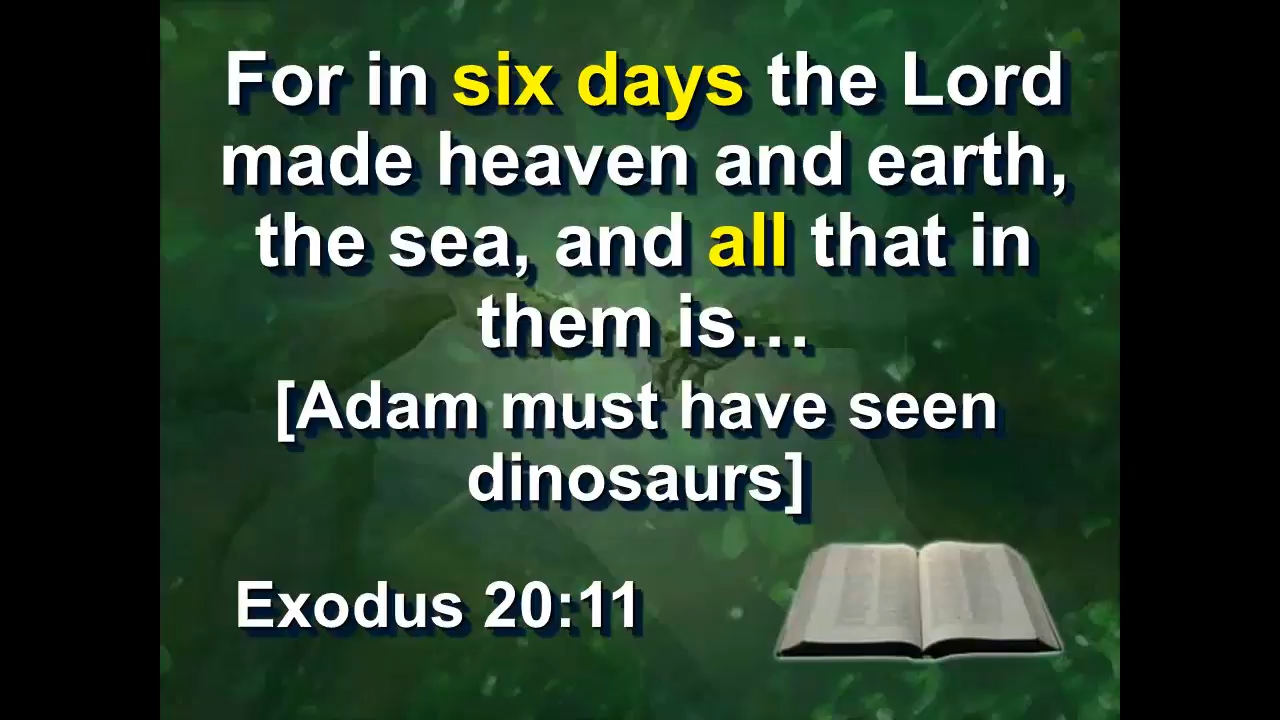 For in six days the Lord
made heaven and earth,
the sea, and all that in
them is…
[Adam must have seen
dinosaurs]
Exodus 20:11